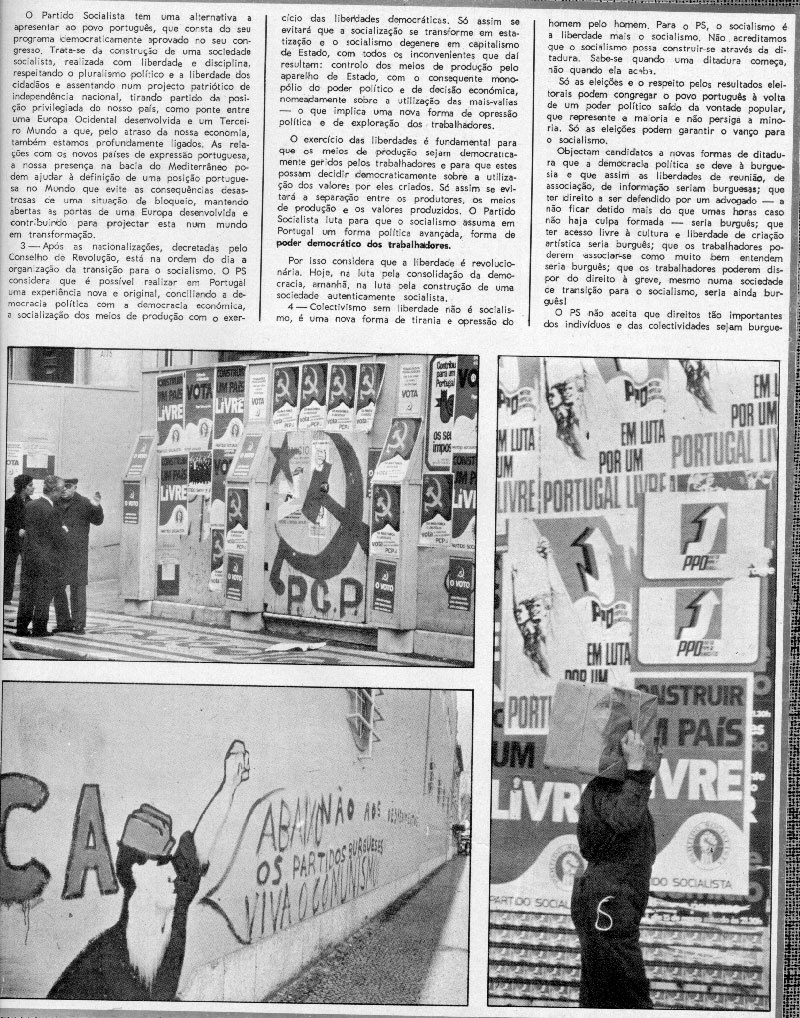 O Partido Socialista tem uma alternativa a
apresentar ao povo português, que consta do seu
programa democraticamente aprovado no seu con-
gresso. Trata-se da construção de uma sociedade
socialista, realizada com liberdade e disciplina,
respeitando o pluralismo político e a liberdade dos
cidadãos e assentando num projecto patriótico de
independência nacional, tirando partido da posi-
ção privilegiada do nosso país, como ponte entre
uma Europa Ocidental desenvolvida e um Tercei-
ro Mundo a que, pelo atraso da nossa economia,
também estamos profundamente ligados. As rela-
ções com os novos países de expressão portuguesa,
a nossa presença na bacia do Mediterrâneo po-
dem ajudar à definição de uma posição portugue-
sa no Mundo que evite as consequências desas-
trosas de uma situação de bloqueio, mantendo
abertas as portas de uma Europa desenvolvida e
contribuindo para projectar esta num mundo
em transformação.
3 — Após as nacionalizações, decretadas pelo
Conselho de Revolução, está na ordem do dia a
organização da transição para o socialismo. O PS
considera que é possível realizar em Portugal
uma experiência nova e original, conciliando a de-
mocracia política com a democracia económica,
a socialização dos meios de produção com o exer-
cício das liberdades democráticas. Só assim se
evitará que a socialização se transforme em esta-
tização e o socialismo degenere em capitalismo
de Estado, com todos os inconvenientes que daí
resultam: controlo dos meios de produção pelo
aparelho de Estado, com o consequente mono-
pólio do poder político e de decisão económica,
nomeadamente sobre a utilização das mais-valias
— o que implica uma nova forma de opressão
política e de exploração dos trabalhadores.
O exercício das liberdades é fundamental para
que os meios de produção sejam democratica-
mente geridos pelos trabalhadores e para que estes
possam decidir democraticamente sobre a utiliza-
ção dos valores por eles criados. Só assim se evi-
tará a separação entre os produtores, os meios
de produção e os valores produzidos. O Partido
Socialista luta para que o socialismo assuma em
Portugal um forma política avançada, forma de
poder democrático dos trabalhadores.
Por isso considera que a liberdade é revolucio-
nária. Hoje, na luta pela consolidação da demo-
cracia, amanhã, na luta pela construção de uma
sociedade autenticamente socialista.
4 — Colectivismo sem liberdade não é socialis-
mo, é uma nova forma de tirania e opressão do
homem pelo homem. Para o PS, o socialismo é
a liberdade mais o socialismo. Não acreditamos
que o socialismo possa construir-se através da di-
tadura. Sabe-se quando uma ditadura começa,
não quando ela acaba.
Só as eleições e o respeito pelos resultados elei-
torais podem congregar o povo português à volta
de um poder político saído da vontade popular,
que represente a maioria e não persiga a mino-
ria. Só as eleições podem garantir o vanço para
o socialismo.
Objectam candidatos a novas formas de ditadu-
ra que a democracia política se deve à burgue-
sia e que assim as liberdades de reunião, de
associação, de informação seriam burguesas; que
ter direito a ser defendido por um advogado — a
não ficar detido mais do que umas horas caso
não haja culpa formada — seria burguês; que
ter acesso livre à cultura e liberdade de criação
artística seria burguês; que os trabalhadores po-
derem associar-se como muito bem entendem
seria burguês; que os trabalhadores poderem dis-
por do direito à greve, mesmo numa sociedade
de transição para o socialismo, seria ainda bur-
guês!
O PS não aceita que direitos tão importantes
dos indivíduos e das colectividades sejam burgue-
CONSTRUIR
UM PAÍS
LiVRE
VOTA
PCP
P.C.P
O VOTO
Contribui
para um
Portugal
CA
ABAIXO
OS PARTIDOS BURGUESES
VIVA O COMUNISMO!
NÃO AOS
EM LUTA
POR UM
PORTUGAL LIVRE
PPD
PPD
PPD
EM LUTA
POR UM
CONSTRUIR
UM PAÍS
LiVRE
PARTIDO SOCIALISTA